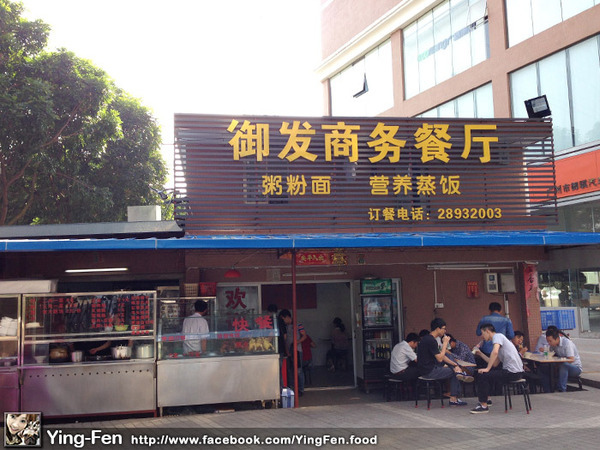 御发商务餐厅
粥粉面 营养蒸饭
订餐电话：28932003
欢
Ying-Fen http://www.facebook.com/YingFen.food